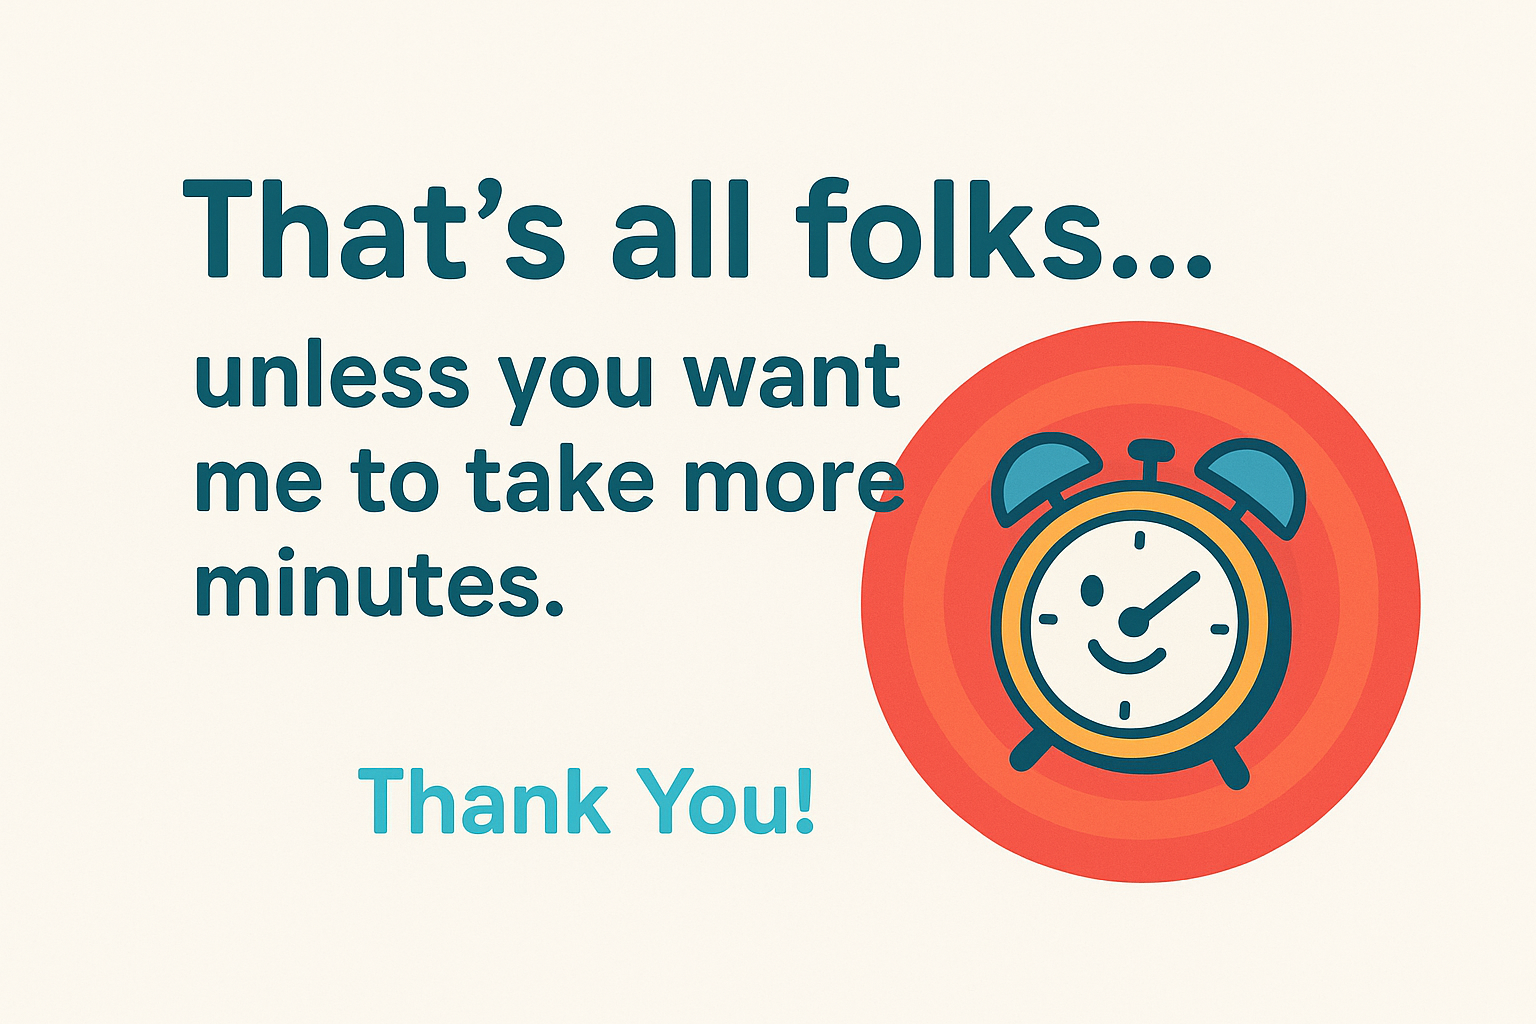 That’s all folks...
unless you want
me to take more
minutes.
Thank You!